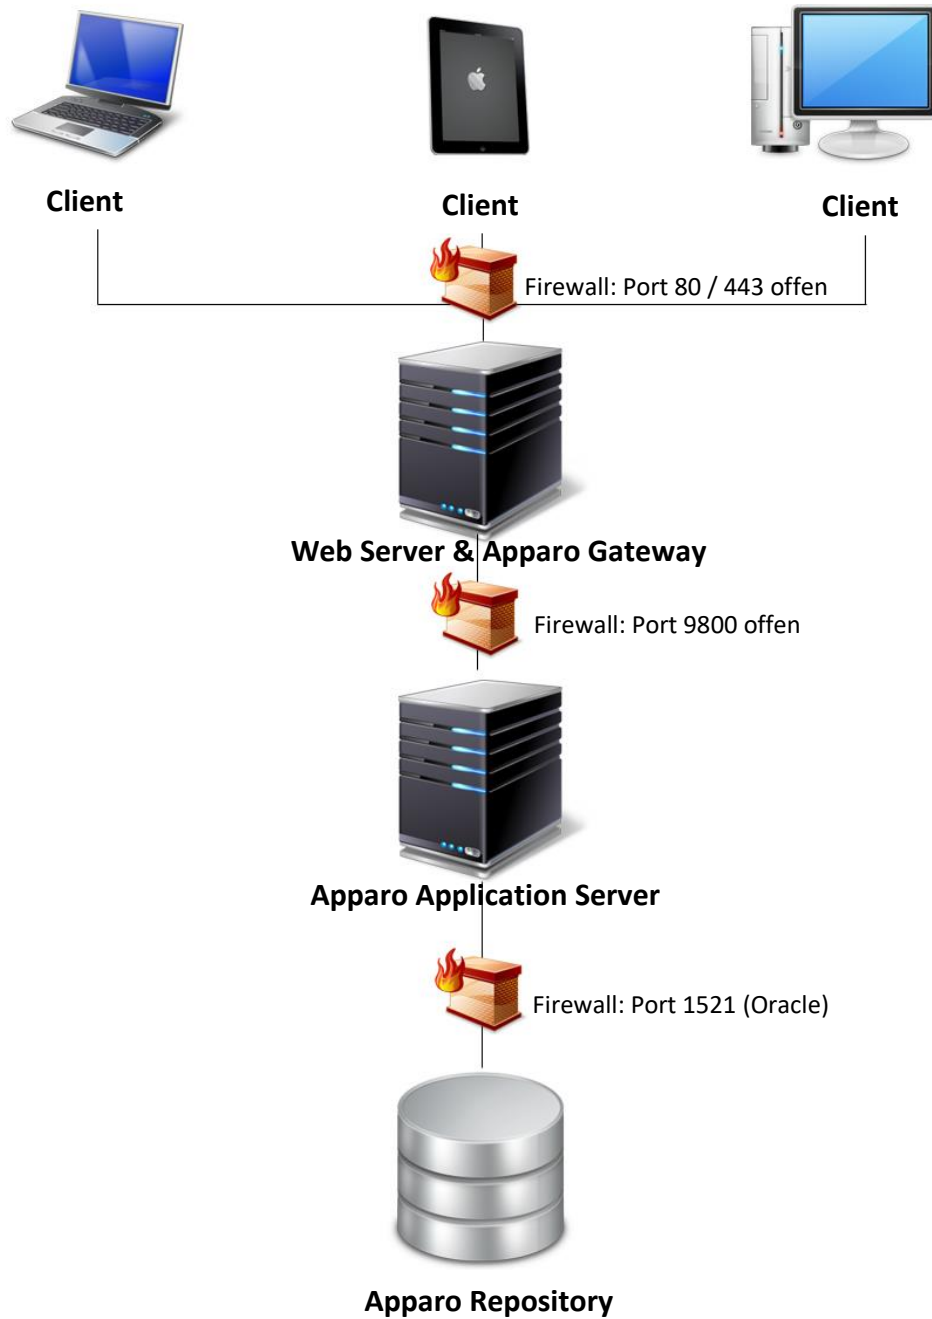 Client
Client
Client
Firewall: Port 80 / 443 offen
Web Server & Apparo Gateway
Firewall: Port 9800 offen
Apparo Application Server
Firewall: Port 1521 (Oracle)
Apparo Repository